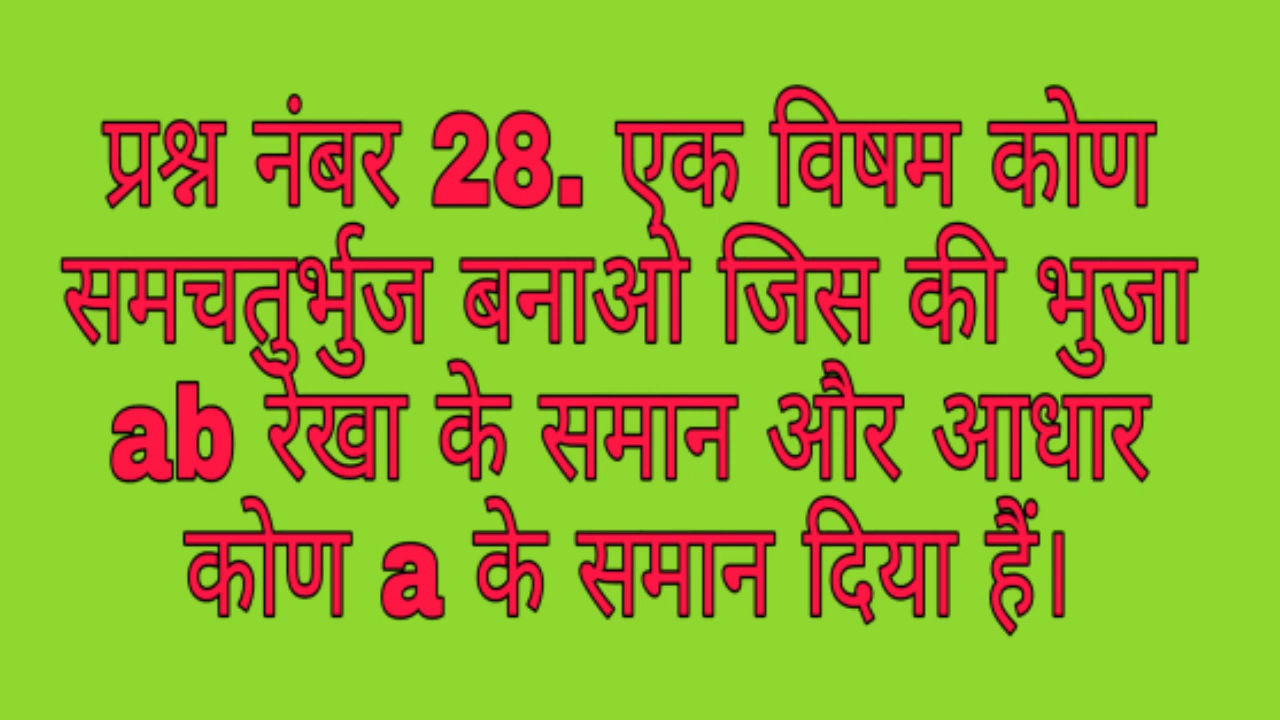 प्रश्न नंबर 28. एक विषम कोण
समचतुर्भुज बनाओ जिस की भुजा
ab रेखा के समान और आधार
कोण a के समान दिया हैं।